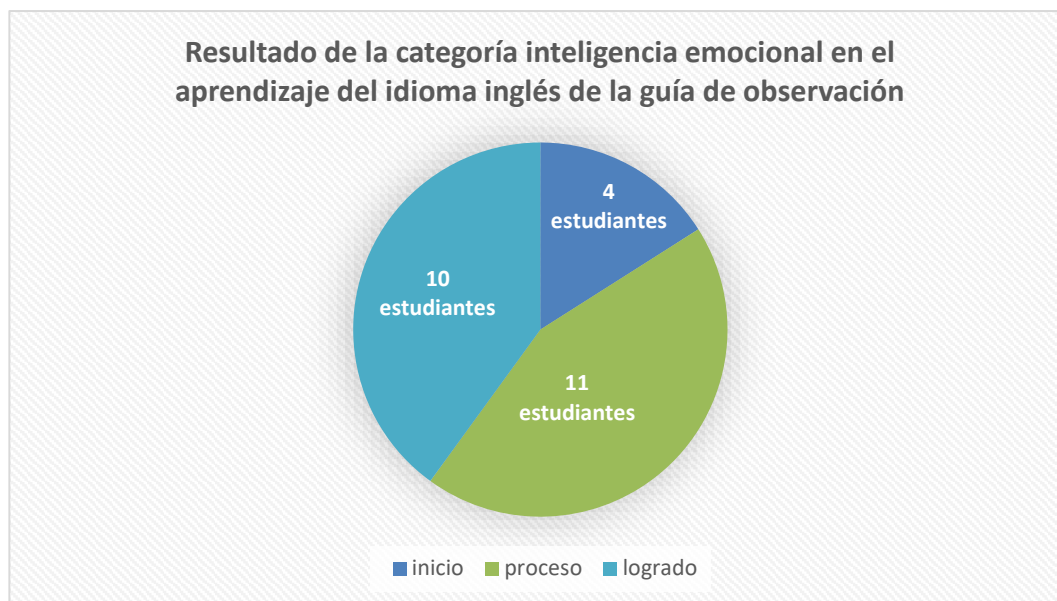 Resultado de la categoría inteligencia emocional en el
aprendizaje del idioma inglés de la guía de observación
4
estudiantes
10
estudiantes
11
estudiantes
inicio proceso logrado